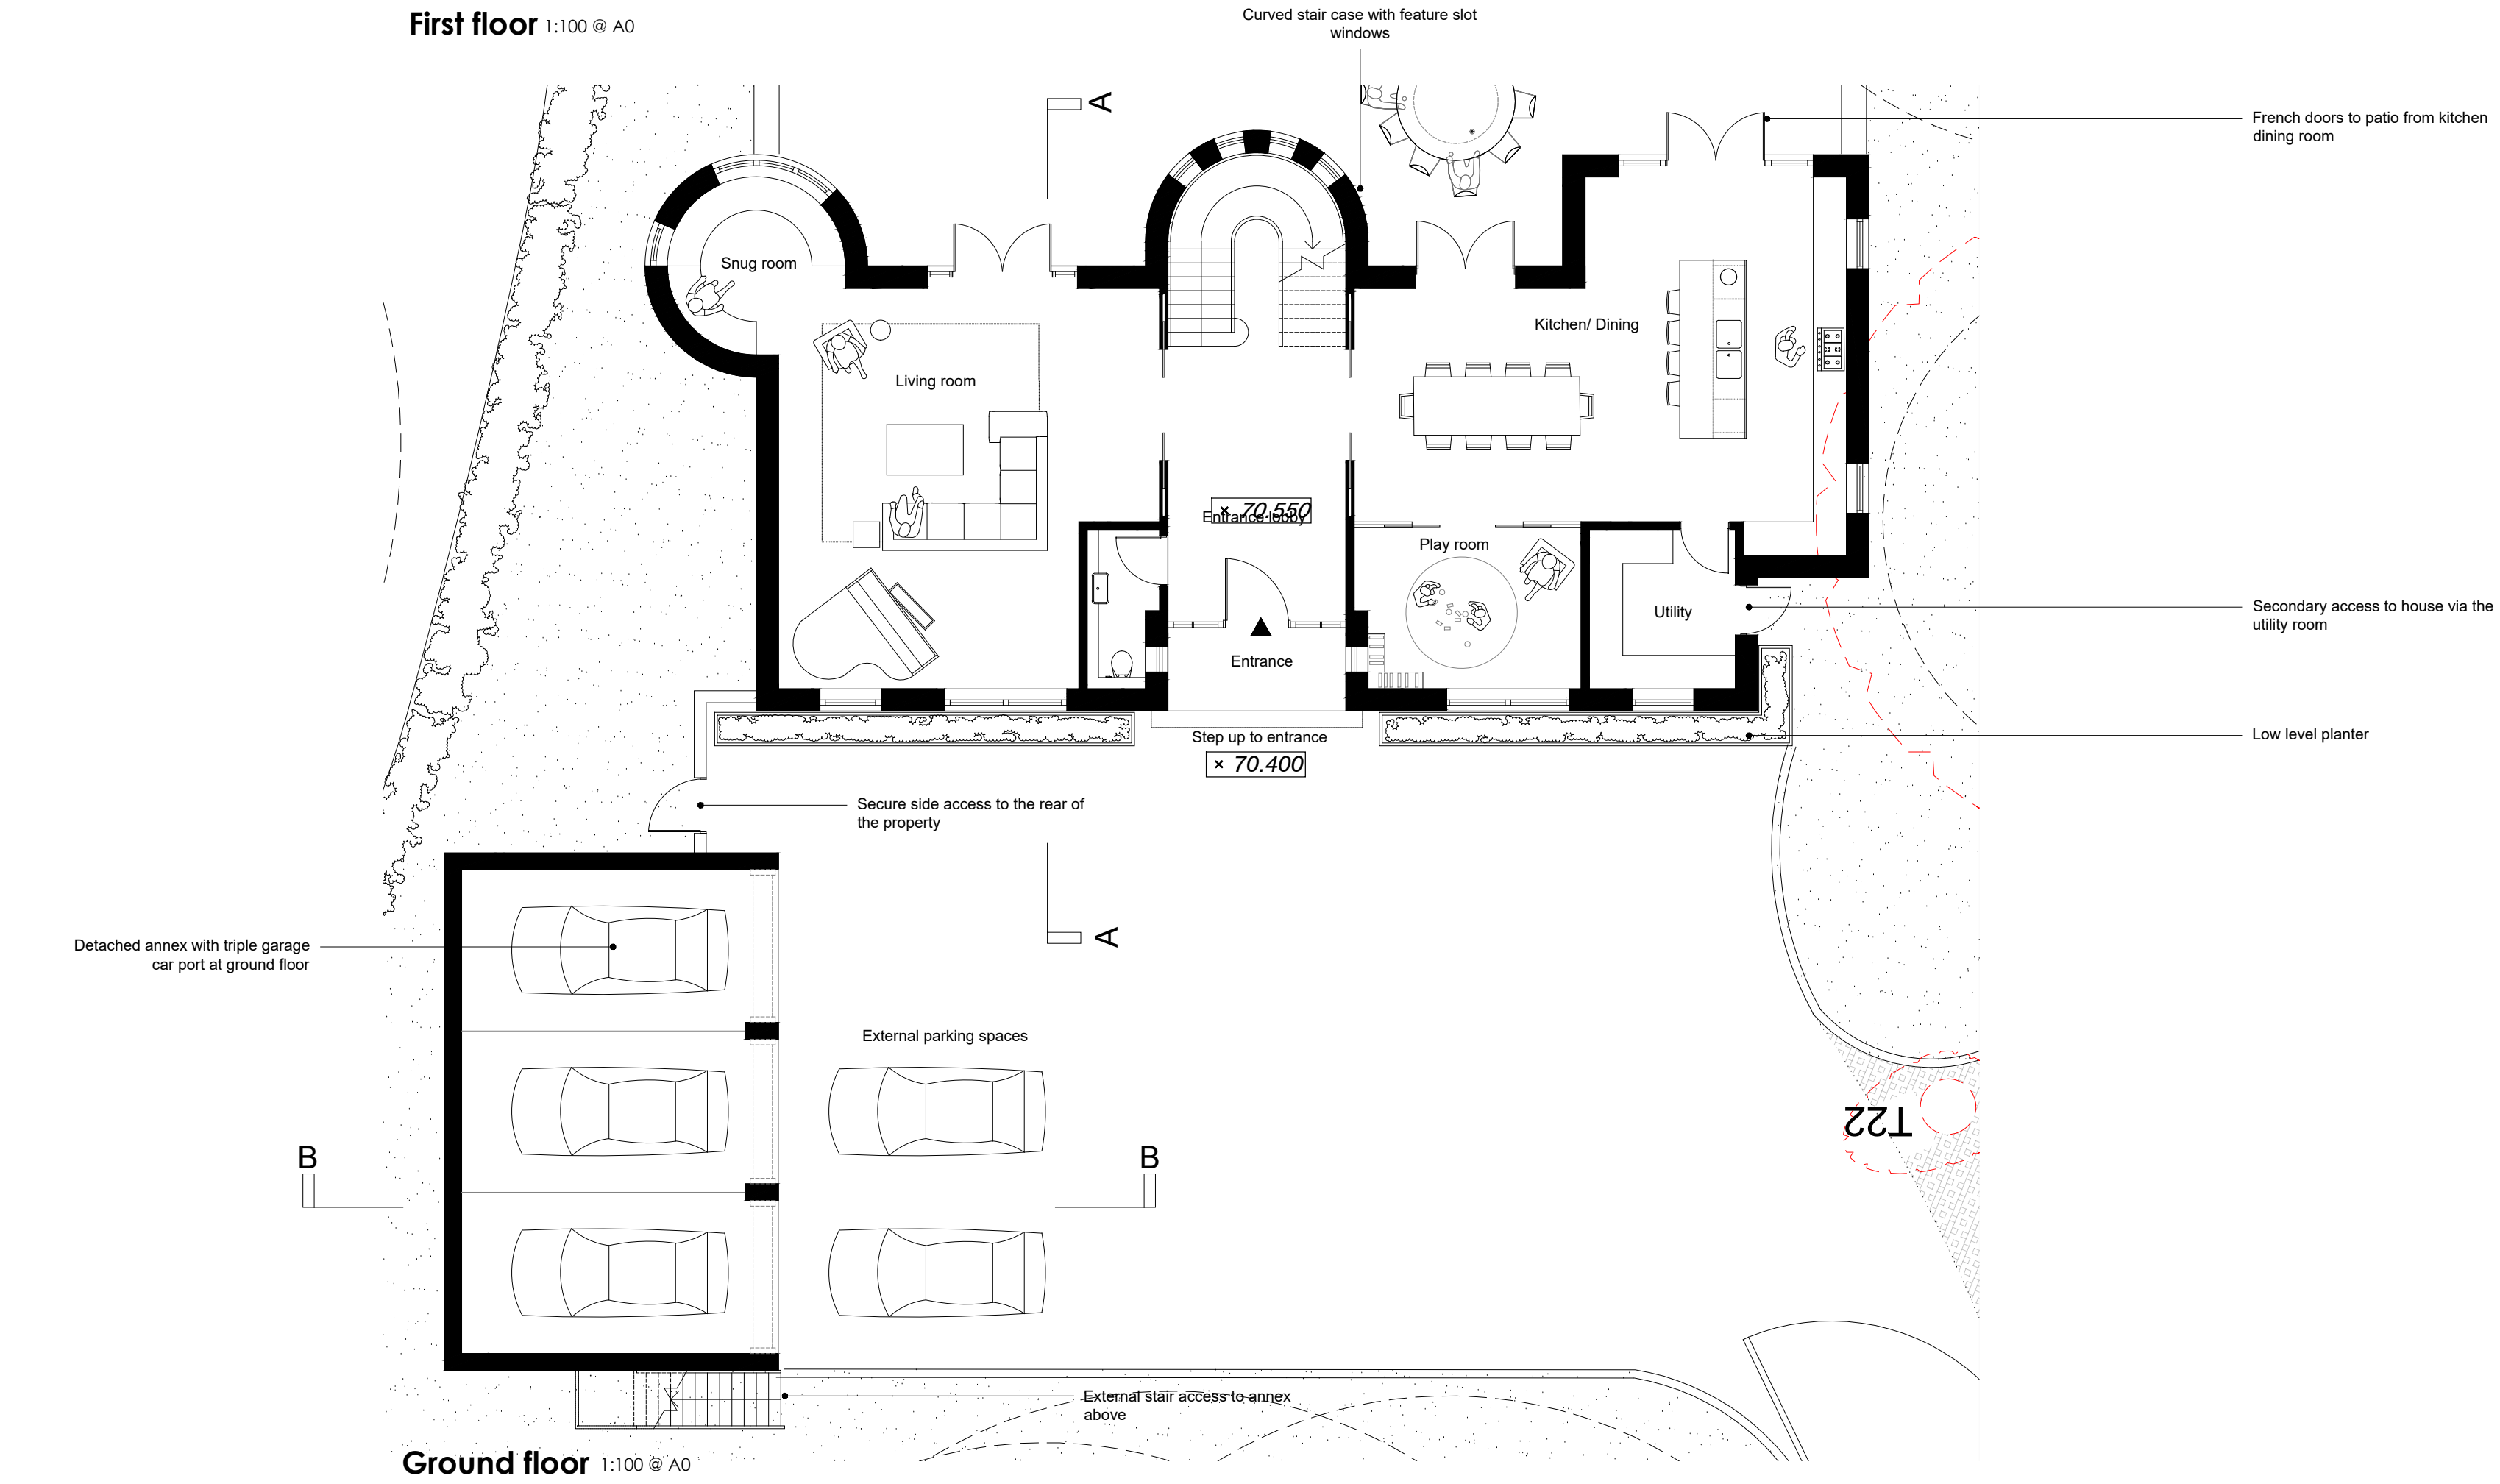 First floor 1:100 @ A0
Curved stair case with feature slot
windows
A
French doors to patio from kitchen
dining room
Snug room
Kitchen/ Dining
Living room
× 70.550
Entrance lobby
Play room
Utility
Secondary access to house via the
utility room
Entrance
Step up to entrance
× 70.400
Low level planter
Secure side access to the rear of
the property
A
Detached annex with triple garage
car port at ground floor
External parking spaces
T22
B
B
External stair access to annex
above
Ground floor 1:100 @ A0